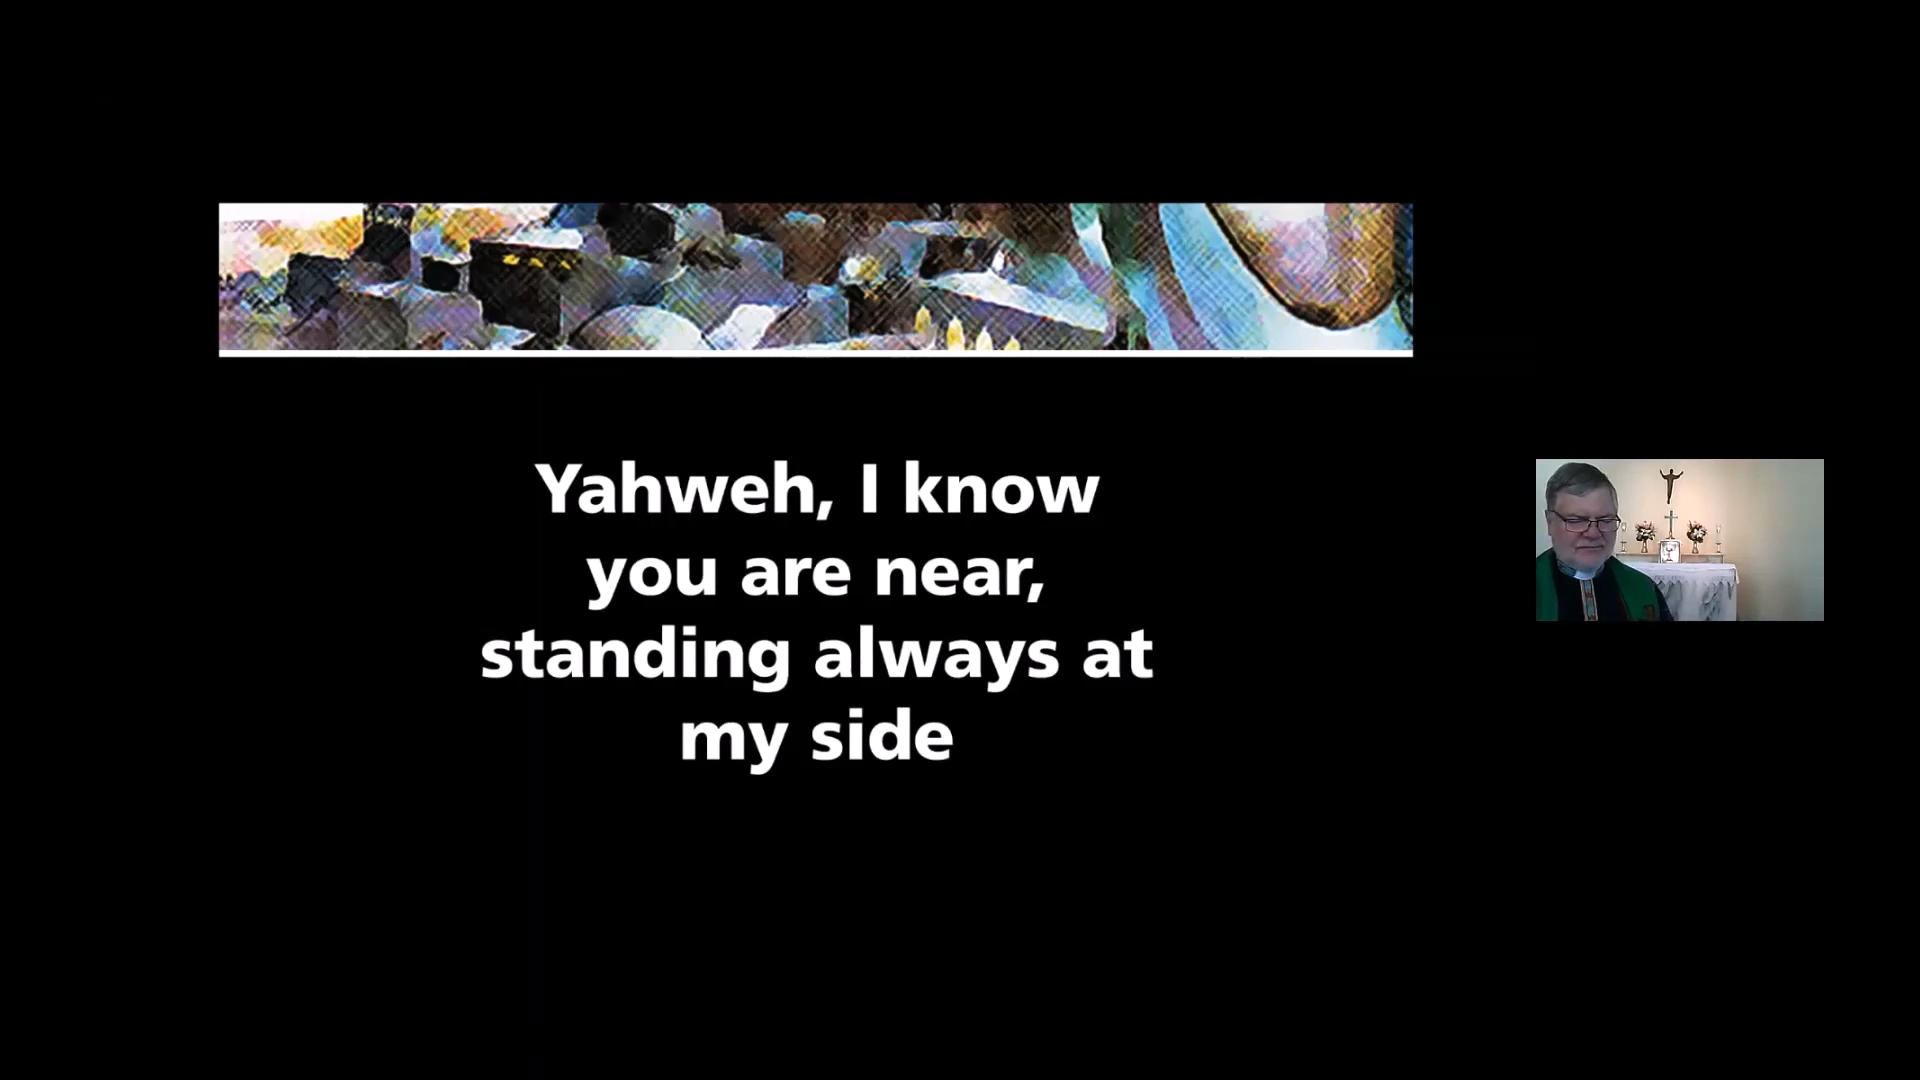 Yahweh, I know
you are near,
standing always at
my side